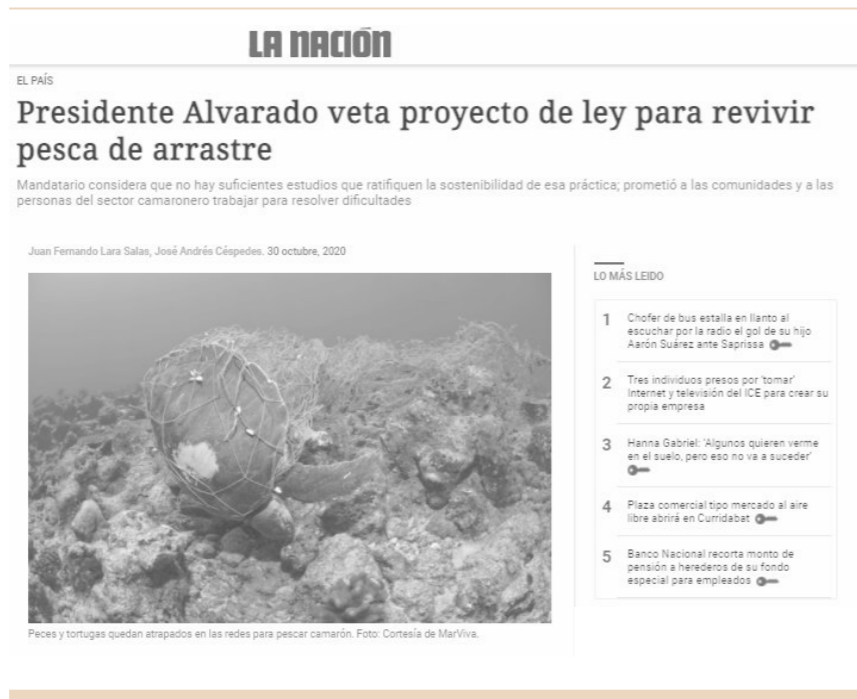 LA NACIÓN
EL PAÍS
Presidente Alvarado veta proyecto de ley para revivir
pesca de arrastre
Mandatario considera que no hay suficientes estudios que ratifiquen la sostenibilidad de esa práctica; prometió a las comunidades y a las
personas del sector camaronero trabajar para resolver dificultades
Juan Fernando Lara Salas, José Andrés Céspedes. 30 octubre, 2020
Peces y tortugas quedan atrapados en las redes para pescar camarón. Foto: Cortesía de MarViva.
LO MÁS LEIDO
1 Chofer de bus estalla en llanto al
escuchar por la radio el gol de su hijo
Aarón Suárez ante Saprissa
2 Tres individuos presos por 'tomar'
Internet y televisión del ICE para crear su
propia empresa
3 Hanna Gabriel: 'Algunos quieren verme
en el suelo, pero eso no va a suceder'
4 Plaza comercial tipo mercado al aire
libre abrirá en Curridabat
5 Banco Nacional recorta monto de
pensión a herederos de su fondo
especial para empleados